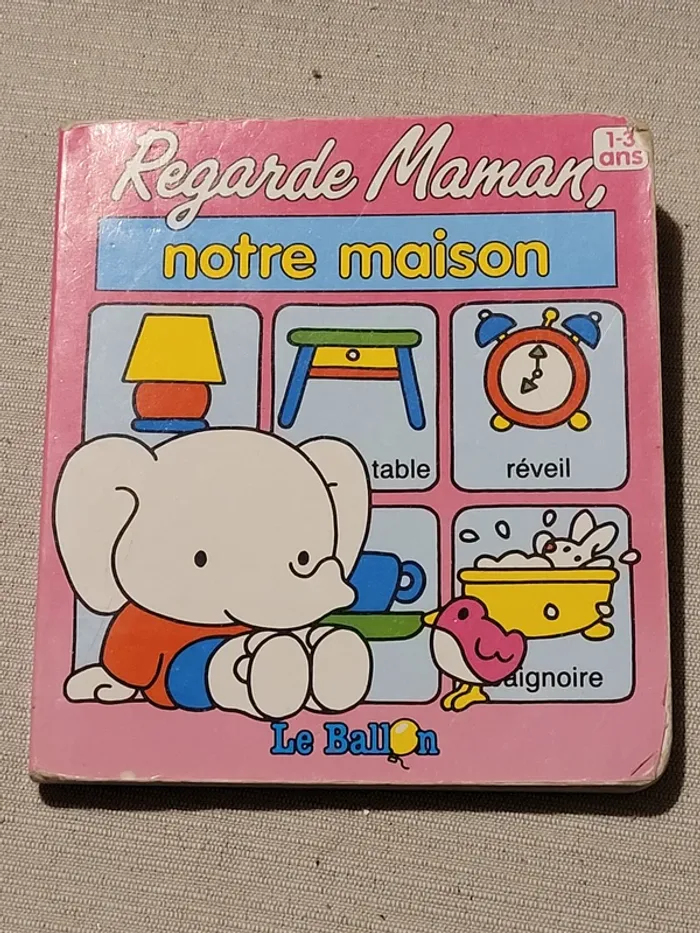 Regarde Maman,
1-3
ans
notre maison
table
réveil
aignoire
Le Ballon